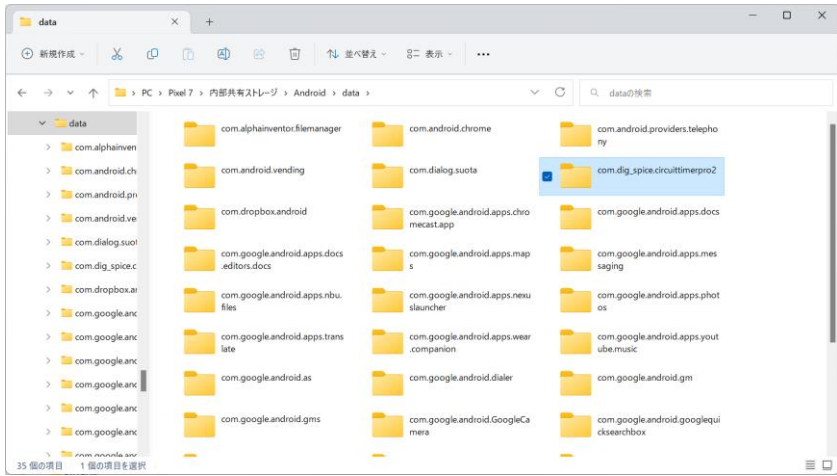 data
新規作成
並べ替え
表示
PC > Pixel 7 > 内部共有ストレージ > Android > data >
dataの検索
data
com.alphainven
com.android.ch
com.android.pr
com.android.ve
com.dialog.suot
com.dig_spice.c
com.dropbox.ar
com.google.anc
com.google.anc
com.google.anc
com.google.anc
com.google.anc
com.google.anc
com.google.anc
com.alphainventor.filemanager
com.android.chrome
com.android.providers.telepho
ny
com.android.vending
com.dialog.suota
com.dig_spice.circuittimerpro2
com.dropbox.android
com.google.android.apps.chro
mecast.app
com.google.android.apps.docs
com.google.android.apps.docs
.editors.docs
com.google.android.apps.map
s
com.google.android.apps.mes
saging
com.google.android.apps.nbu.
files
com.google.android.apps.nexu
slauncher
com.google.android.apps.phot
os
com.google.android.apps.trans
late
com.google.android.apps.wear
.companion
com.google.android.apps.yout
ube.music
com.google.android.as
com.google.android.dialer
com.google.android.gm
com.google.android.gms
com.google.android.GoogleCa
mera
com.google.android.googlequi
cksearchbox
35 個の項目
1 個の項目を選択